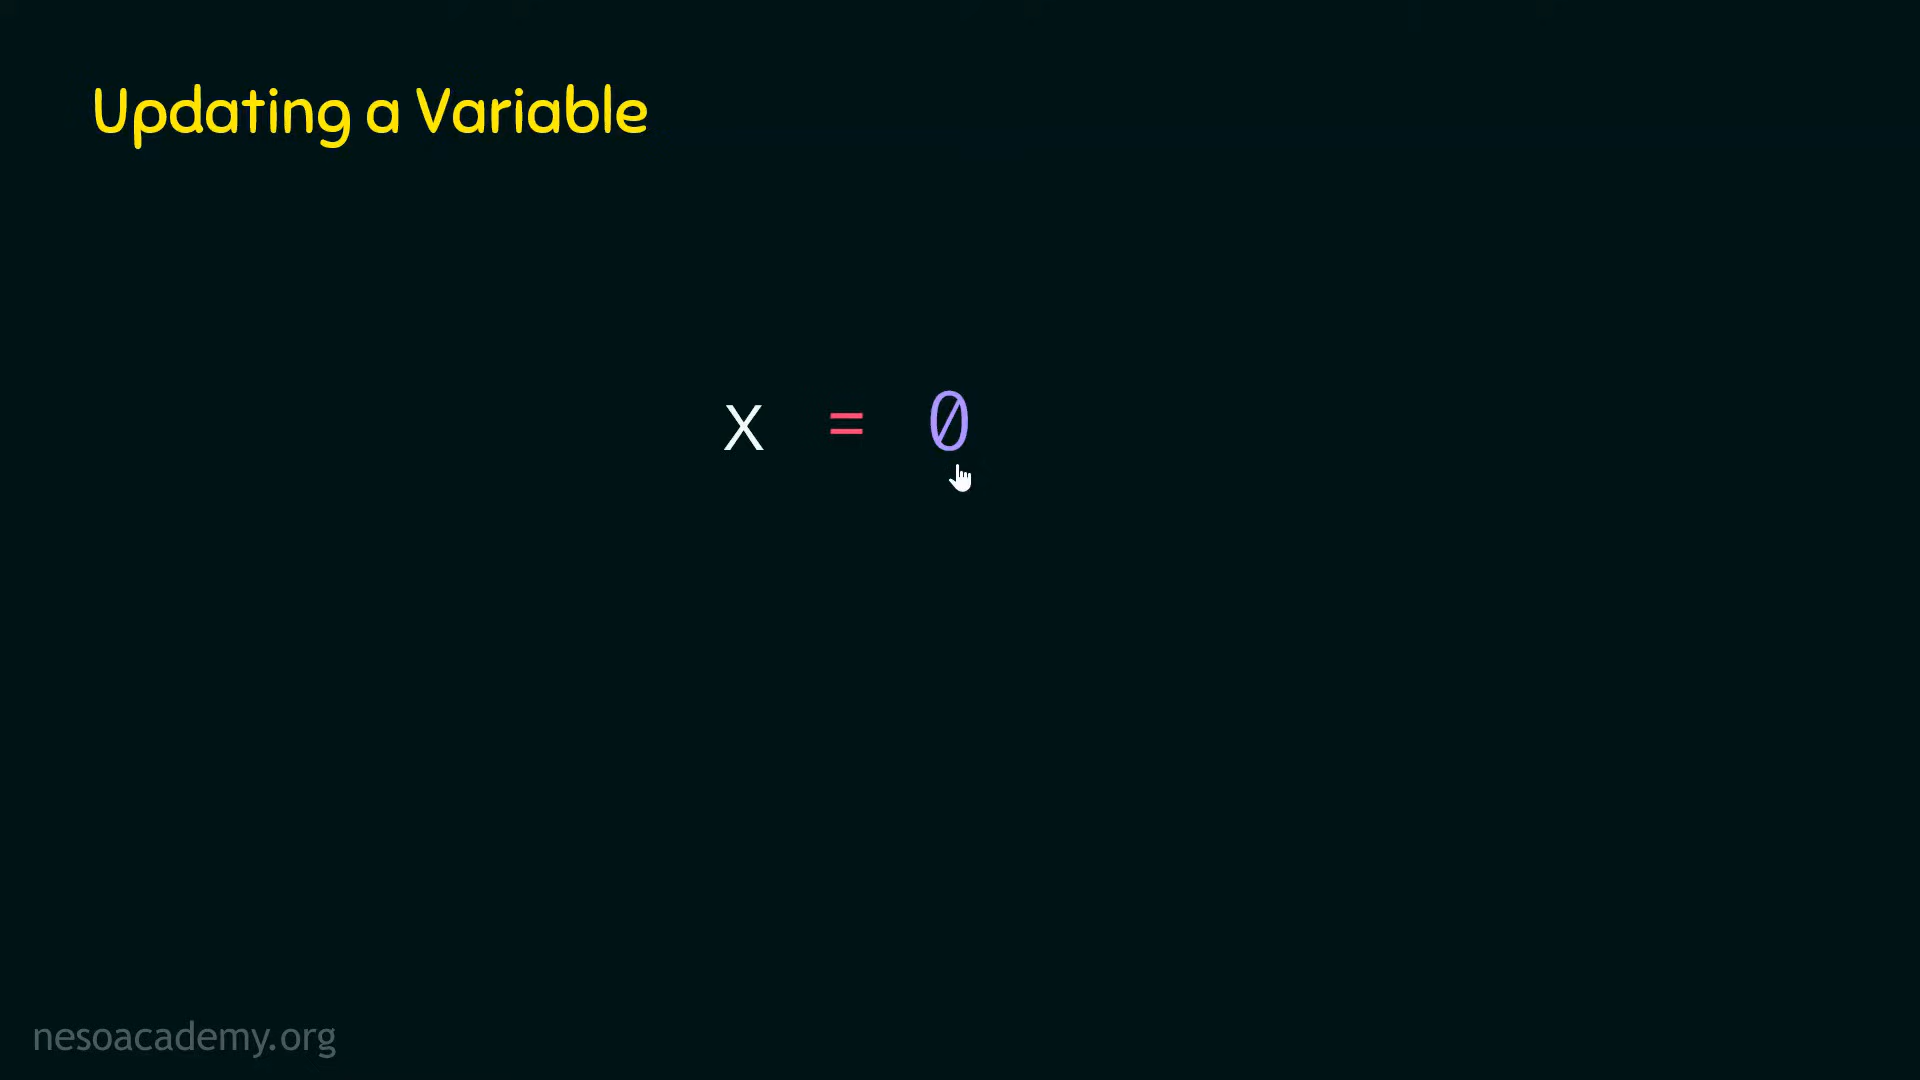 Updating a Variable
x = 0
nesoacademy.org